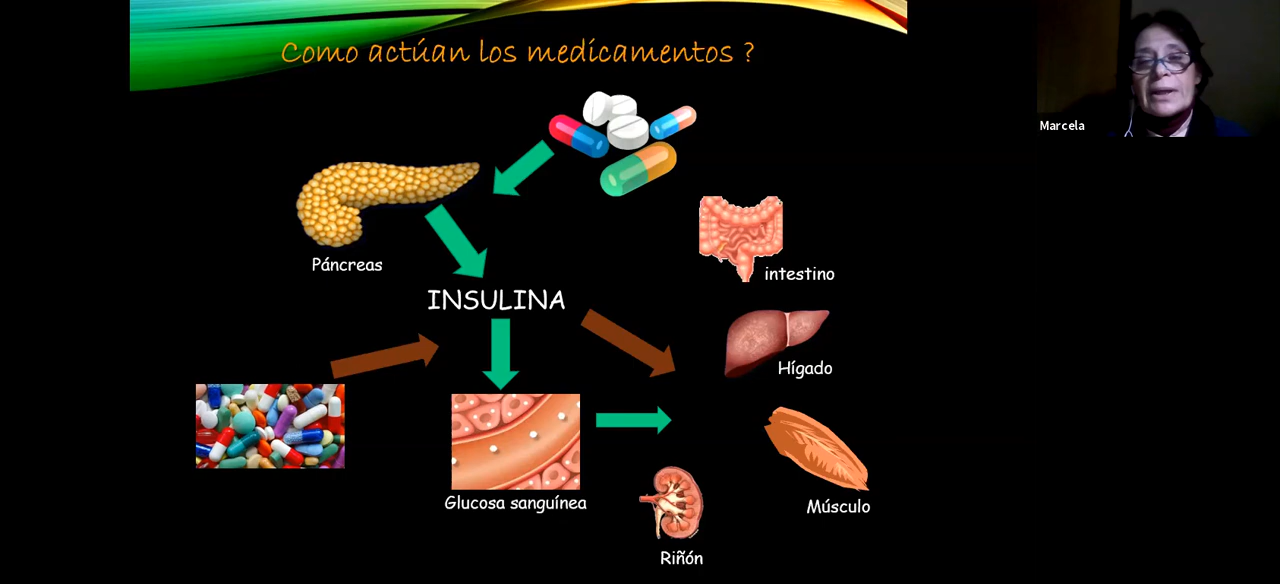 Como actúan los medicamentos ?
Marcela
Páncreas
intestino
INSULINA
Hígado
Glucosa sanguínea
Músculo
Riñón